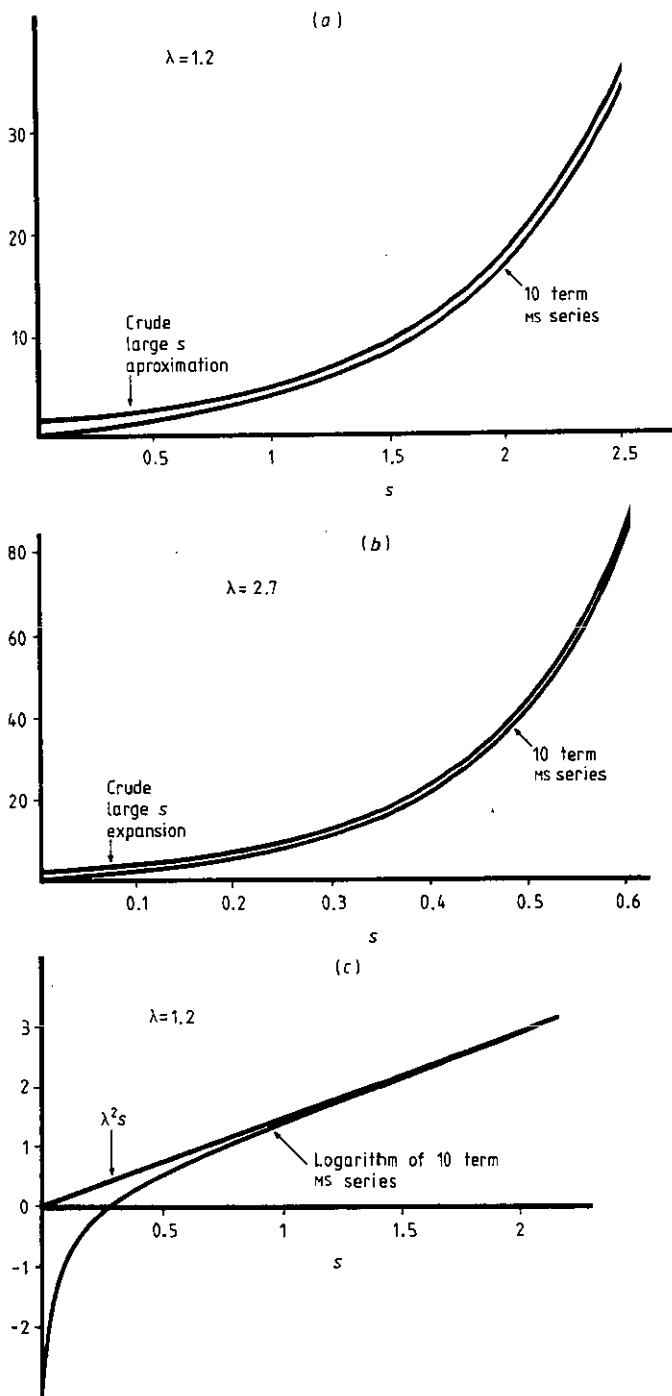 (a)
λ=1.2
30
20
10
Crude
large s
aproximation
10 term
MS series
0.5
1
1.5
2
2.5
s
(b)
λ=2.7
80
60
40
20
Crude
large s
expansion
10 term
MS series
0.1
0.2
0.3
0.4
0.5
0.6
s
(c)
λ=1.2
3
2
1
0
-1
-2
λ²s
Logarithm of 10 term
MS series
0.5
1
1.5
2
s